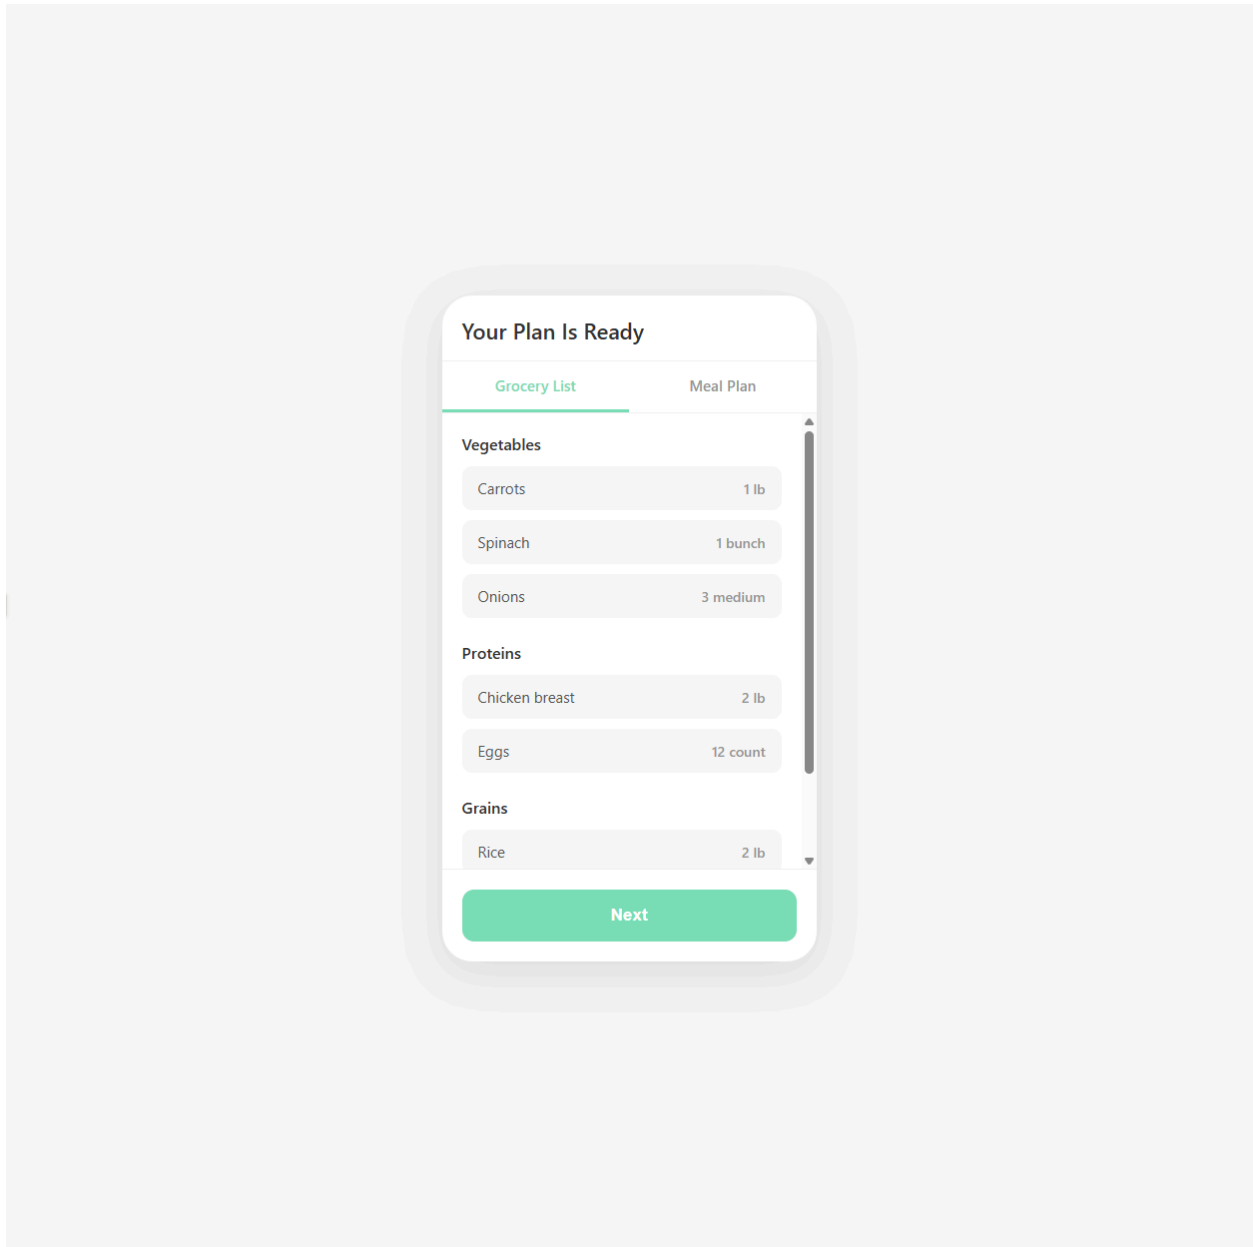 Your Plan Is Ready
Grocery List Meal Plan
Vegetables
Carrots 1 lb
Spinach 1 bunch
Onions 3 medium
Proteins
Chicken breast 2 lb
Eggs 12 count
Grains
Rice 2 lb
Next